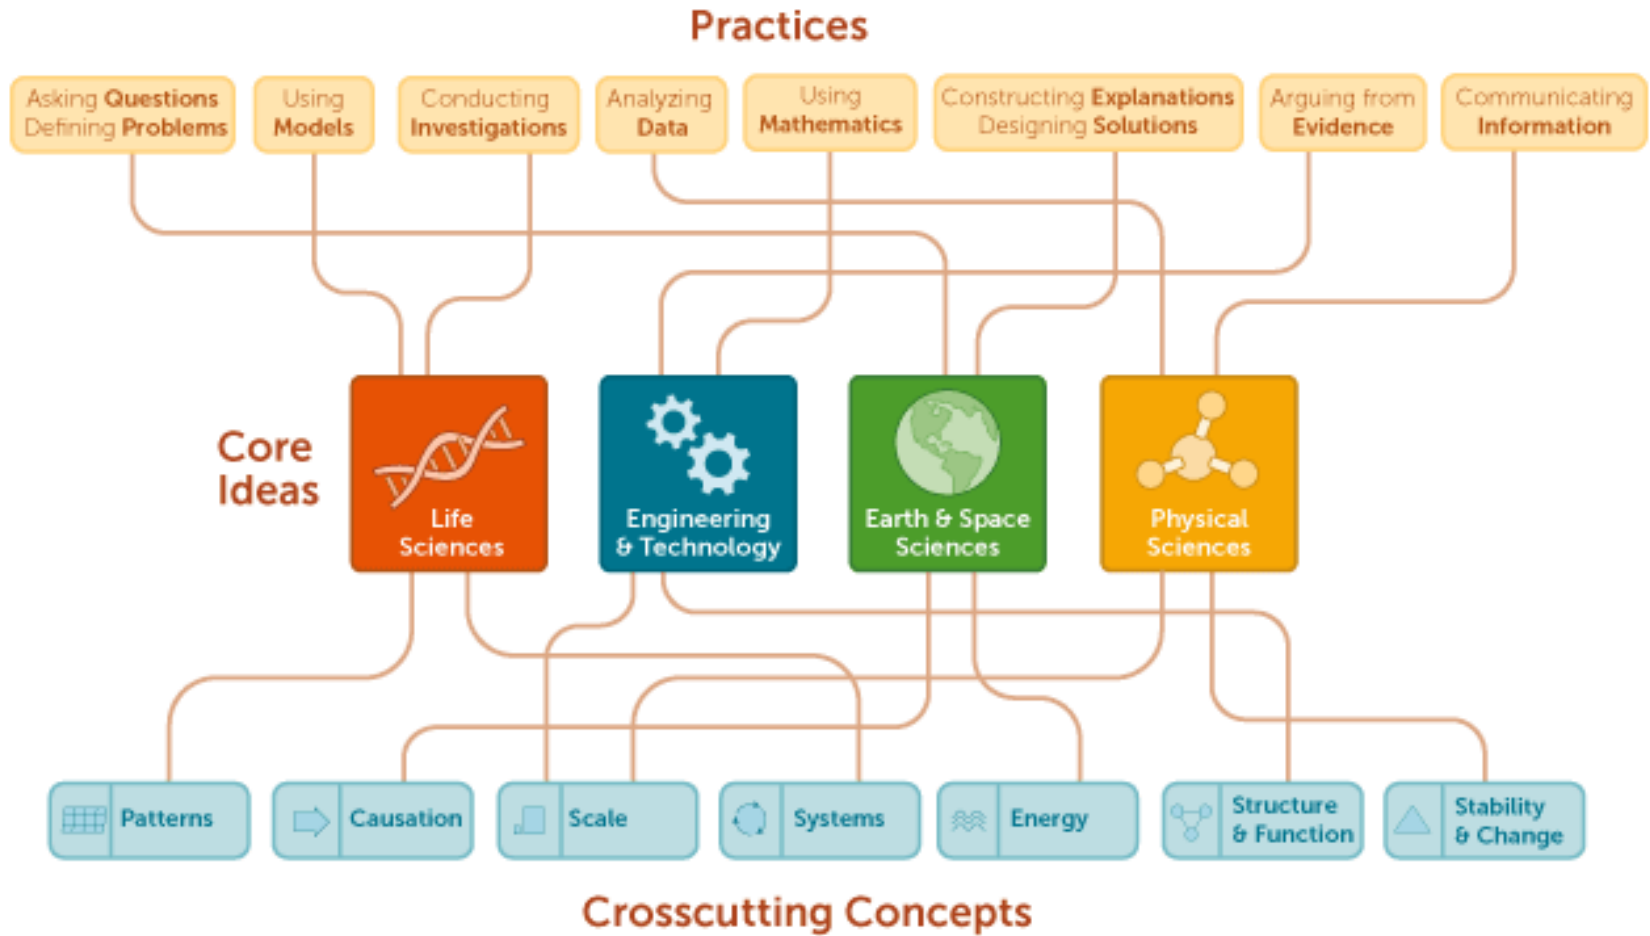 Practices
Asking Questions
Defining Problems
Using
Models
Conducting
Investigations
Analyzing
Data
Using
Mathematics
Constructing Explanations
Designing Solutions
Arguing from
Evidence
Communicating
Information
Core
Ideas
Life
Sciences
Engineering
& Technology
Earth & Space
Sciences
Physical
Sciences
Patterns
Causation
Scale
Systems
Energy
Structure
& Function
Stability
& Change
Crosscutting Concepts